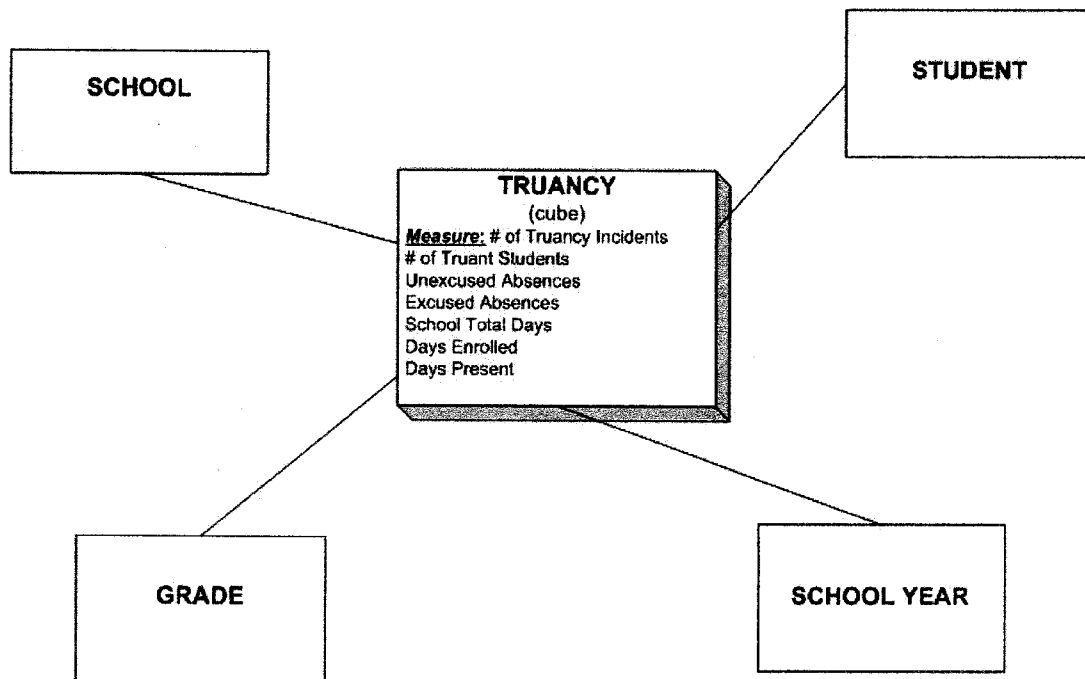 SCHOOL
STUDENT
TRUANCY
(cube)
Measure: # of Truancy Incidents
# of Truant Students
Unexcused Absences
Excused Absences
School Total Days
Days Enrolled
Days Present
GRADE
SCHOOL YEAR